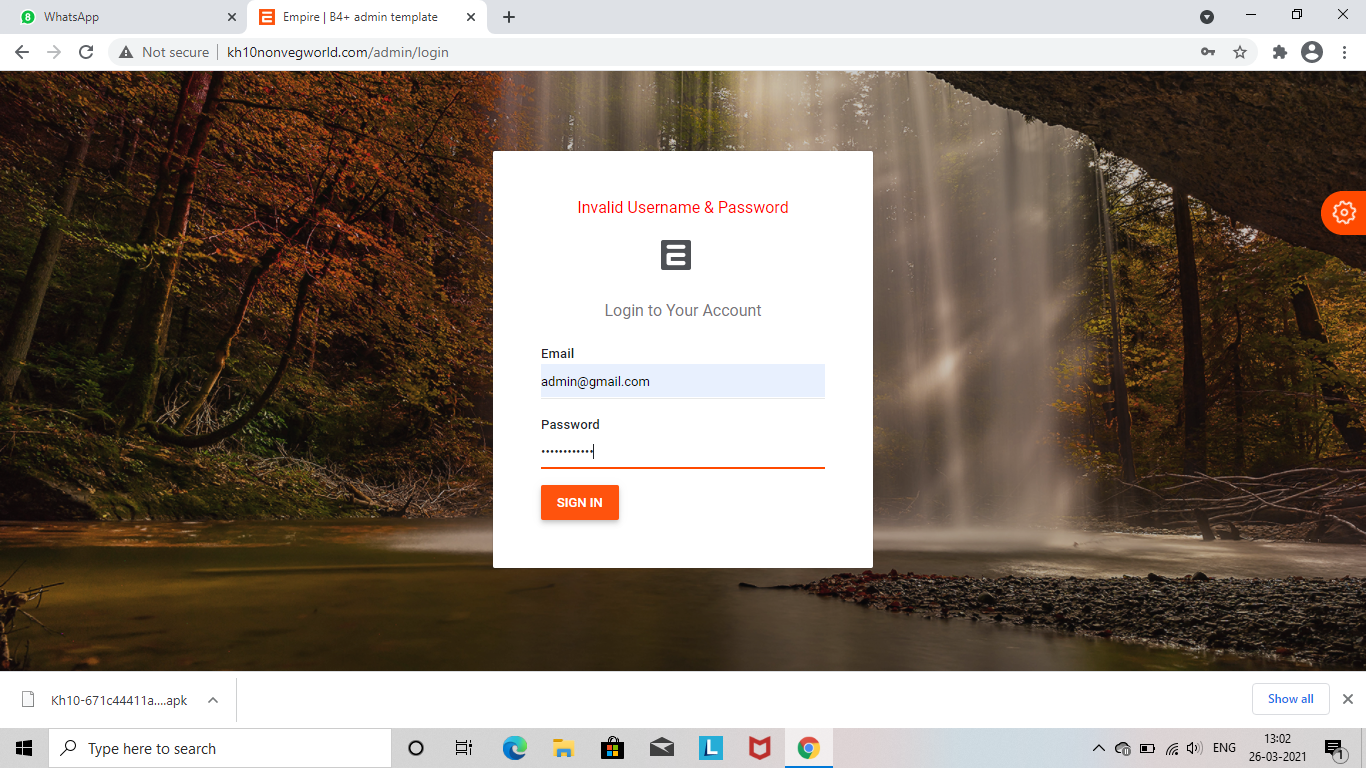 WhatsApp
Empire | B4+ admin template
Not secure
kh10nonvegworld.com/admin/login
Invalid Username & Password
Login to Your Account
Email
admin@gmail.com
Password
••••••••••••
SIGN IN
Kh10-671c44411a....apk
Show all
Type here to search
ENG
13:02
26-03-2021
1